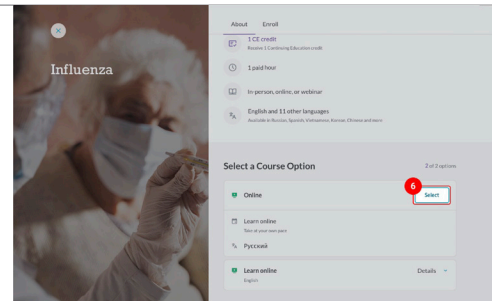 About Enroll
1 CE credit
Receive 1 Continuing Education credit
1 paid hour
In-person, online, or webinar
English and 11 other languages
Available in Russian, Spanish, Vietnamese, Korean, Chinese and more
Influenza
Select a Course Option
2 of 2 options
6
Online
Select
Learn online
Take at your own pace
Русский
Learn online
English
Details